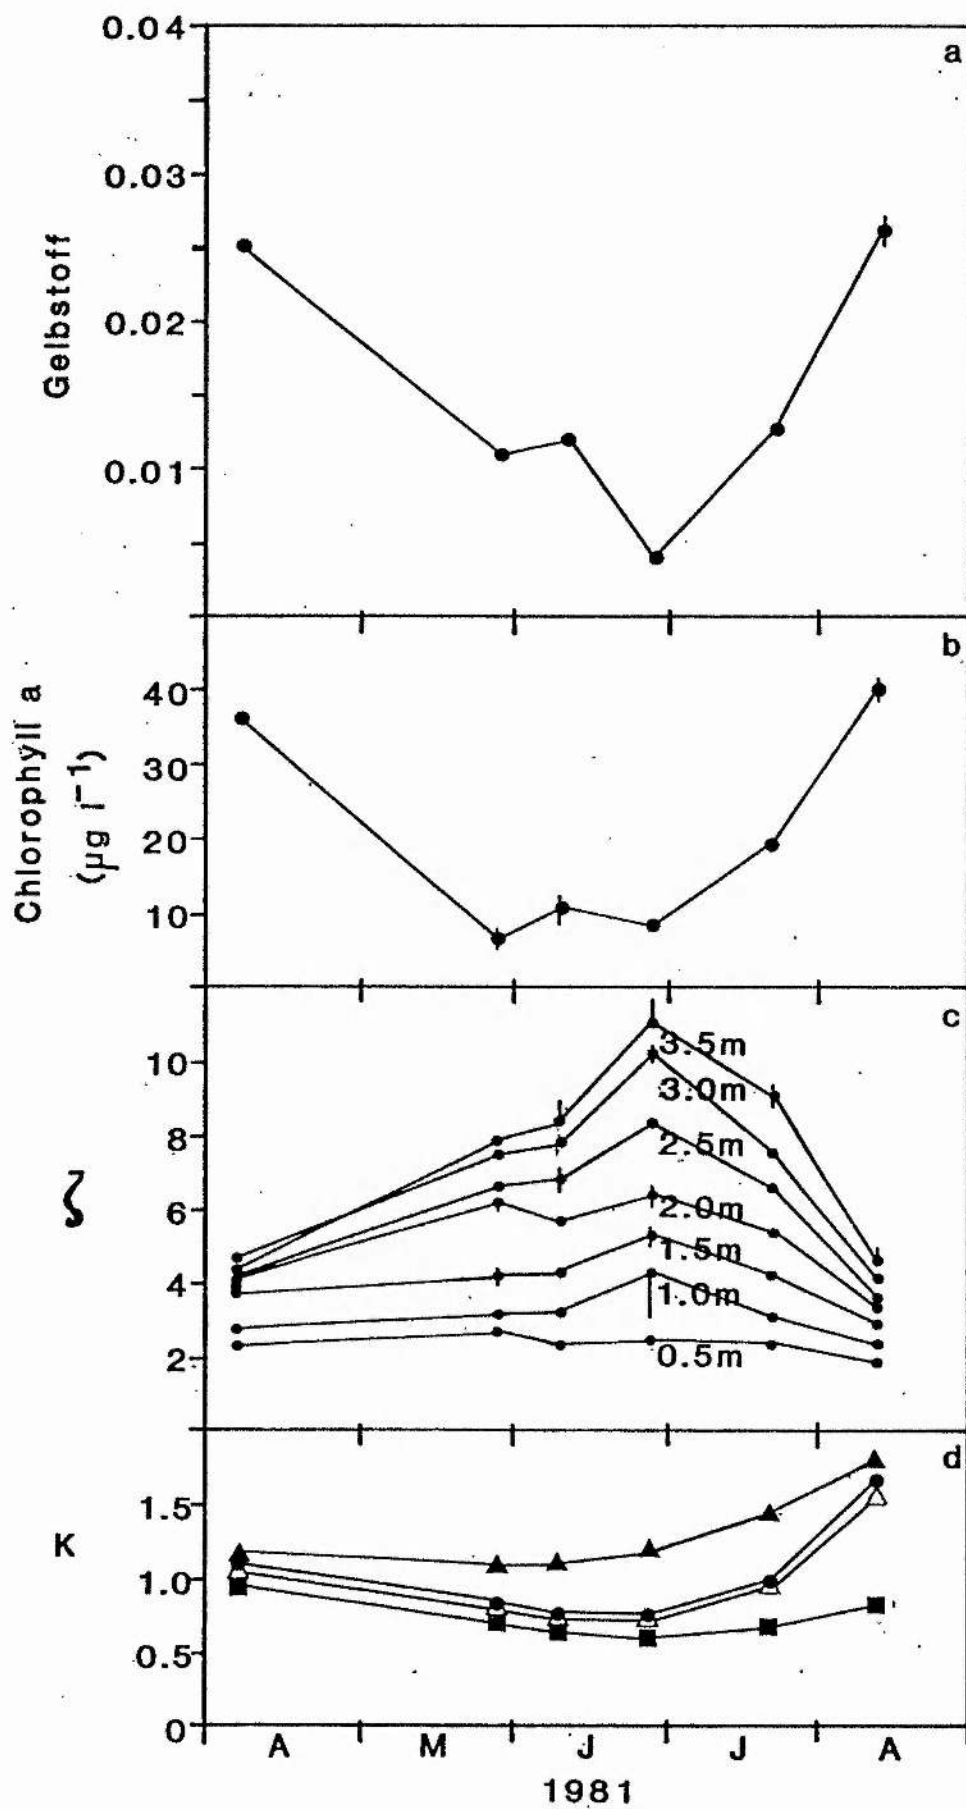 a
0.04
0.03
0.02
0.01
Gelbstoff
b
40
30
20
10
Chlorophyll a
(µg l⁻¹)
c
10
8
6
4
2
ζ
3.5m
3.0m
2.5m
2.0m
1.5m
1.0m
0.5m
d
1.5
1.0
0.5
0
K
A M J J A
1981